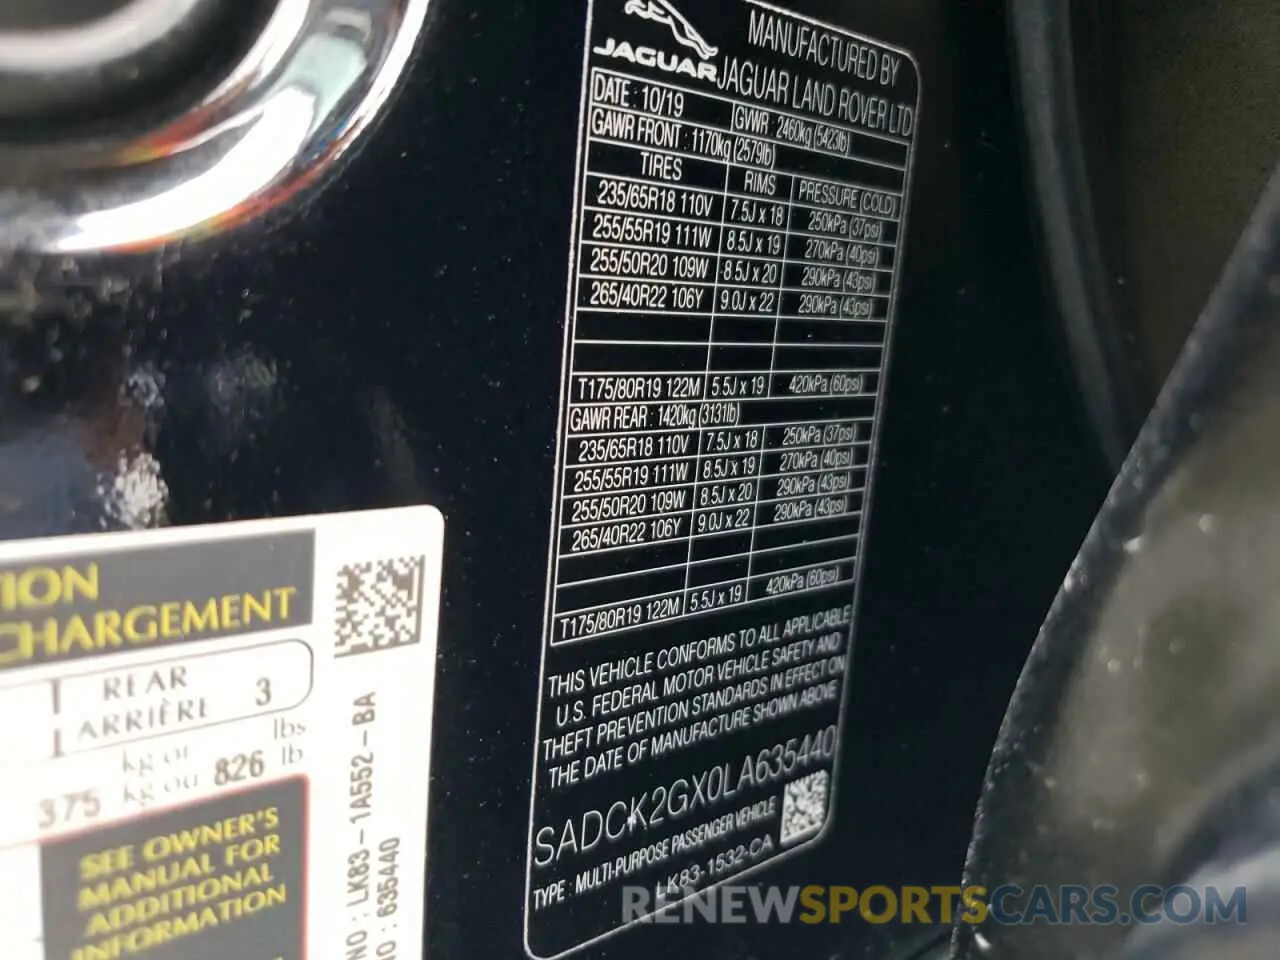 JAGUAR
MANUFACTURED BY
JAGUAR LAND ROVER LTD
DATE : 10/19 GVWR : 2460kg (5423lb)
GAWR FRONT : 1170kg (2579lb)
TIRES RIMS PRESSURE (COLD)
235/65R18 110V 7.5J x 18 250kPa (37psi)
255/55R19 111W 8.5J x 19 270kPa (40psi)
255/50R20 109W 8.5J x 20 290kPa (43psi)
265/40R22 106Y 9.0J x 22 290kPa (43psi)
T175/80R19 122M 5.5J x 19 420kPa (60psi)
GAWR REAR : 1420kg (3131lb)
235/65R18 110V 7.5J x 18 250kPa (37psi)
255/55R19 111W 8.5J x 19 270kPa (40psi)
255/50R20 109W 8.5J x 20 290kPa (43psi)
265/40R22 106Y 9.0J x 22 290kPa (43psi)
T175/80R19 122M 5.5J x 19 420kPa (60psi)
THIS VEHICLE CONFORMS TO ALL APPLICABLE
U.S. FEDERAL MOTOR VEHICLE SAFETY AND
THEFT PREVENTION STANDARDS IN EFFECT ON
THE DATE OF MANUFACTURE SHOWN ABOVE
SADCK2GX0LA635440
TYPE : MULTI-PURPOSE PASSENGER VEHICLE
LK83-1532-CA
TION
CHARGEMENT
REAR
ARRIÈRE 3
kg or lbs
375 kg ou 826 lb
SEE OWNER'S
MANUAL FOR
ADDITIONAL
INFORMATION
NO : LK83-1A552-BA
NO : 635440
RENEWSPORTSCARS.COM